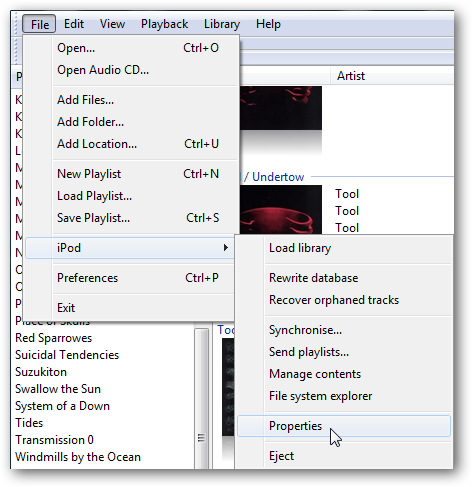 File Edit View Playback Library Help
Open... Ctrl+O
Open Audio CD...
Add Files...
Add Folder...
Add Location... Ctrl+U
New Playlist Ctrl+N
Load Playlist...
Save Playlist... Ctrl+S
iPod
Preferences Ctrl+P
Exit
Load library
Rewrite database
Recover orphaned tracks
Synchronise...
Send playlists...
Manage contents
File system explorer
Properties
Eject
Artist
/ Undertow
Tool
Tool
Tool
Place of Skulls
Red Sparrowes
Suicidal Tendencies
Suzukiton
Swallow the Sun
System of a Down
Tides
Transmission 0
Windmills by the Ocean